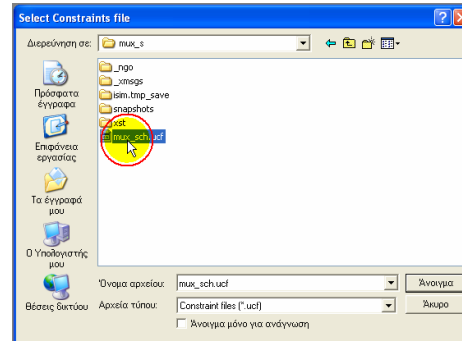 Select Constraints file
Διερεύνηση σε:
mux_s
_ngo
_xmsgs
isim.tmp_save
snapshots
xst
mux_sch.ucf
Πρόσφατα
έγγραφα
Επιφάνεια
εργασίας
Τα έγγραφά
μου
Ο Υπολογιστής
μου
Θέσεις δικτύου
Όνομα αρχείου:
mux_sch.ucf
Άνοιγμα
Αρχεία τύπου:
Constraint files (*.ucf)
Άκυρο
Άνοιγμα μόνο για ανάγνωση